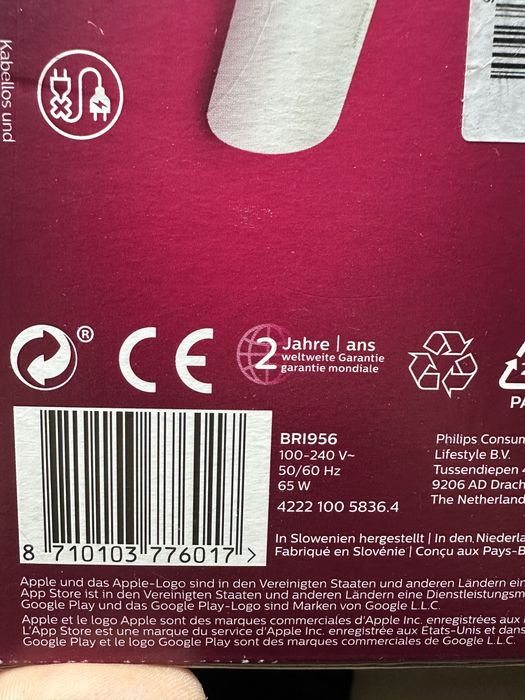 Kabellos und
®
CE
2 Jahre | ans
weltweite Garantie
garantie mondiale
BRI956
100-240 V~
50/60 Hz
65 W
4222 100 5836.4
Philips Consum
Lifestyle B.V.
Tussendiepen 4
9206 AD Drach
The Netherland
8 710103 776017 >
In Slowenien hergestellt | In den Niederla
Fabriqué en Slovénie | Conçu aux Pays-B
PA
Apple und das Apple-Logo sind in den Vereinigten Staaten und anderen Ländern ein
App Store ist in den Vereinigten Staaten und anderen Ländern eine Dienstleistungsm
Google Play und das Google Play-Logo sind Marken von Google L.L.C.
Apple et le logo Apple sont des marques commerciales d'Apple Inc. enregistrées aux
L'App Store est une marque du service d'Apple Inc. enregistrée aux États-Unis et dans
Google Play et le logo Google Play sont des marques commerciales de Google L.L.C.